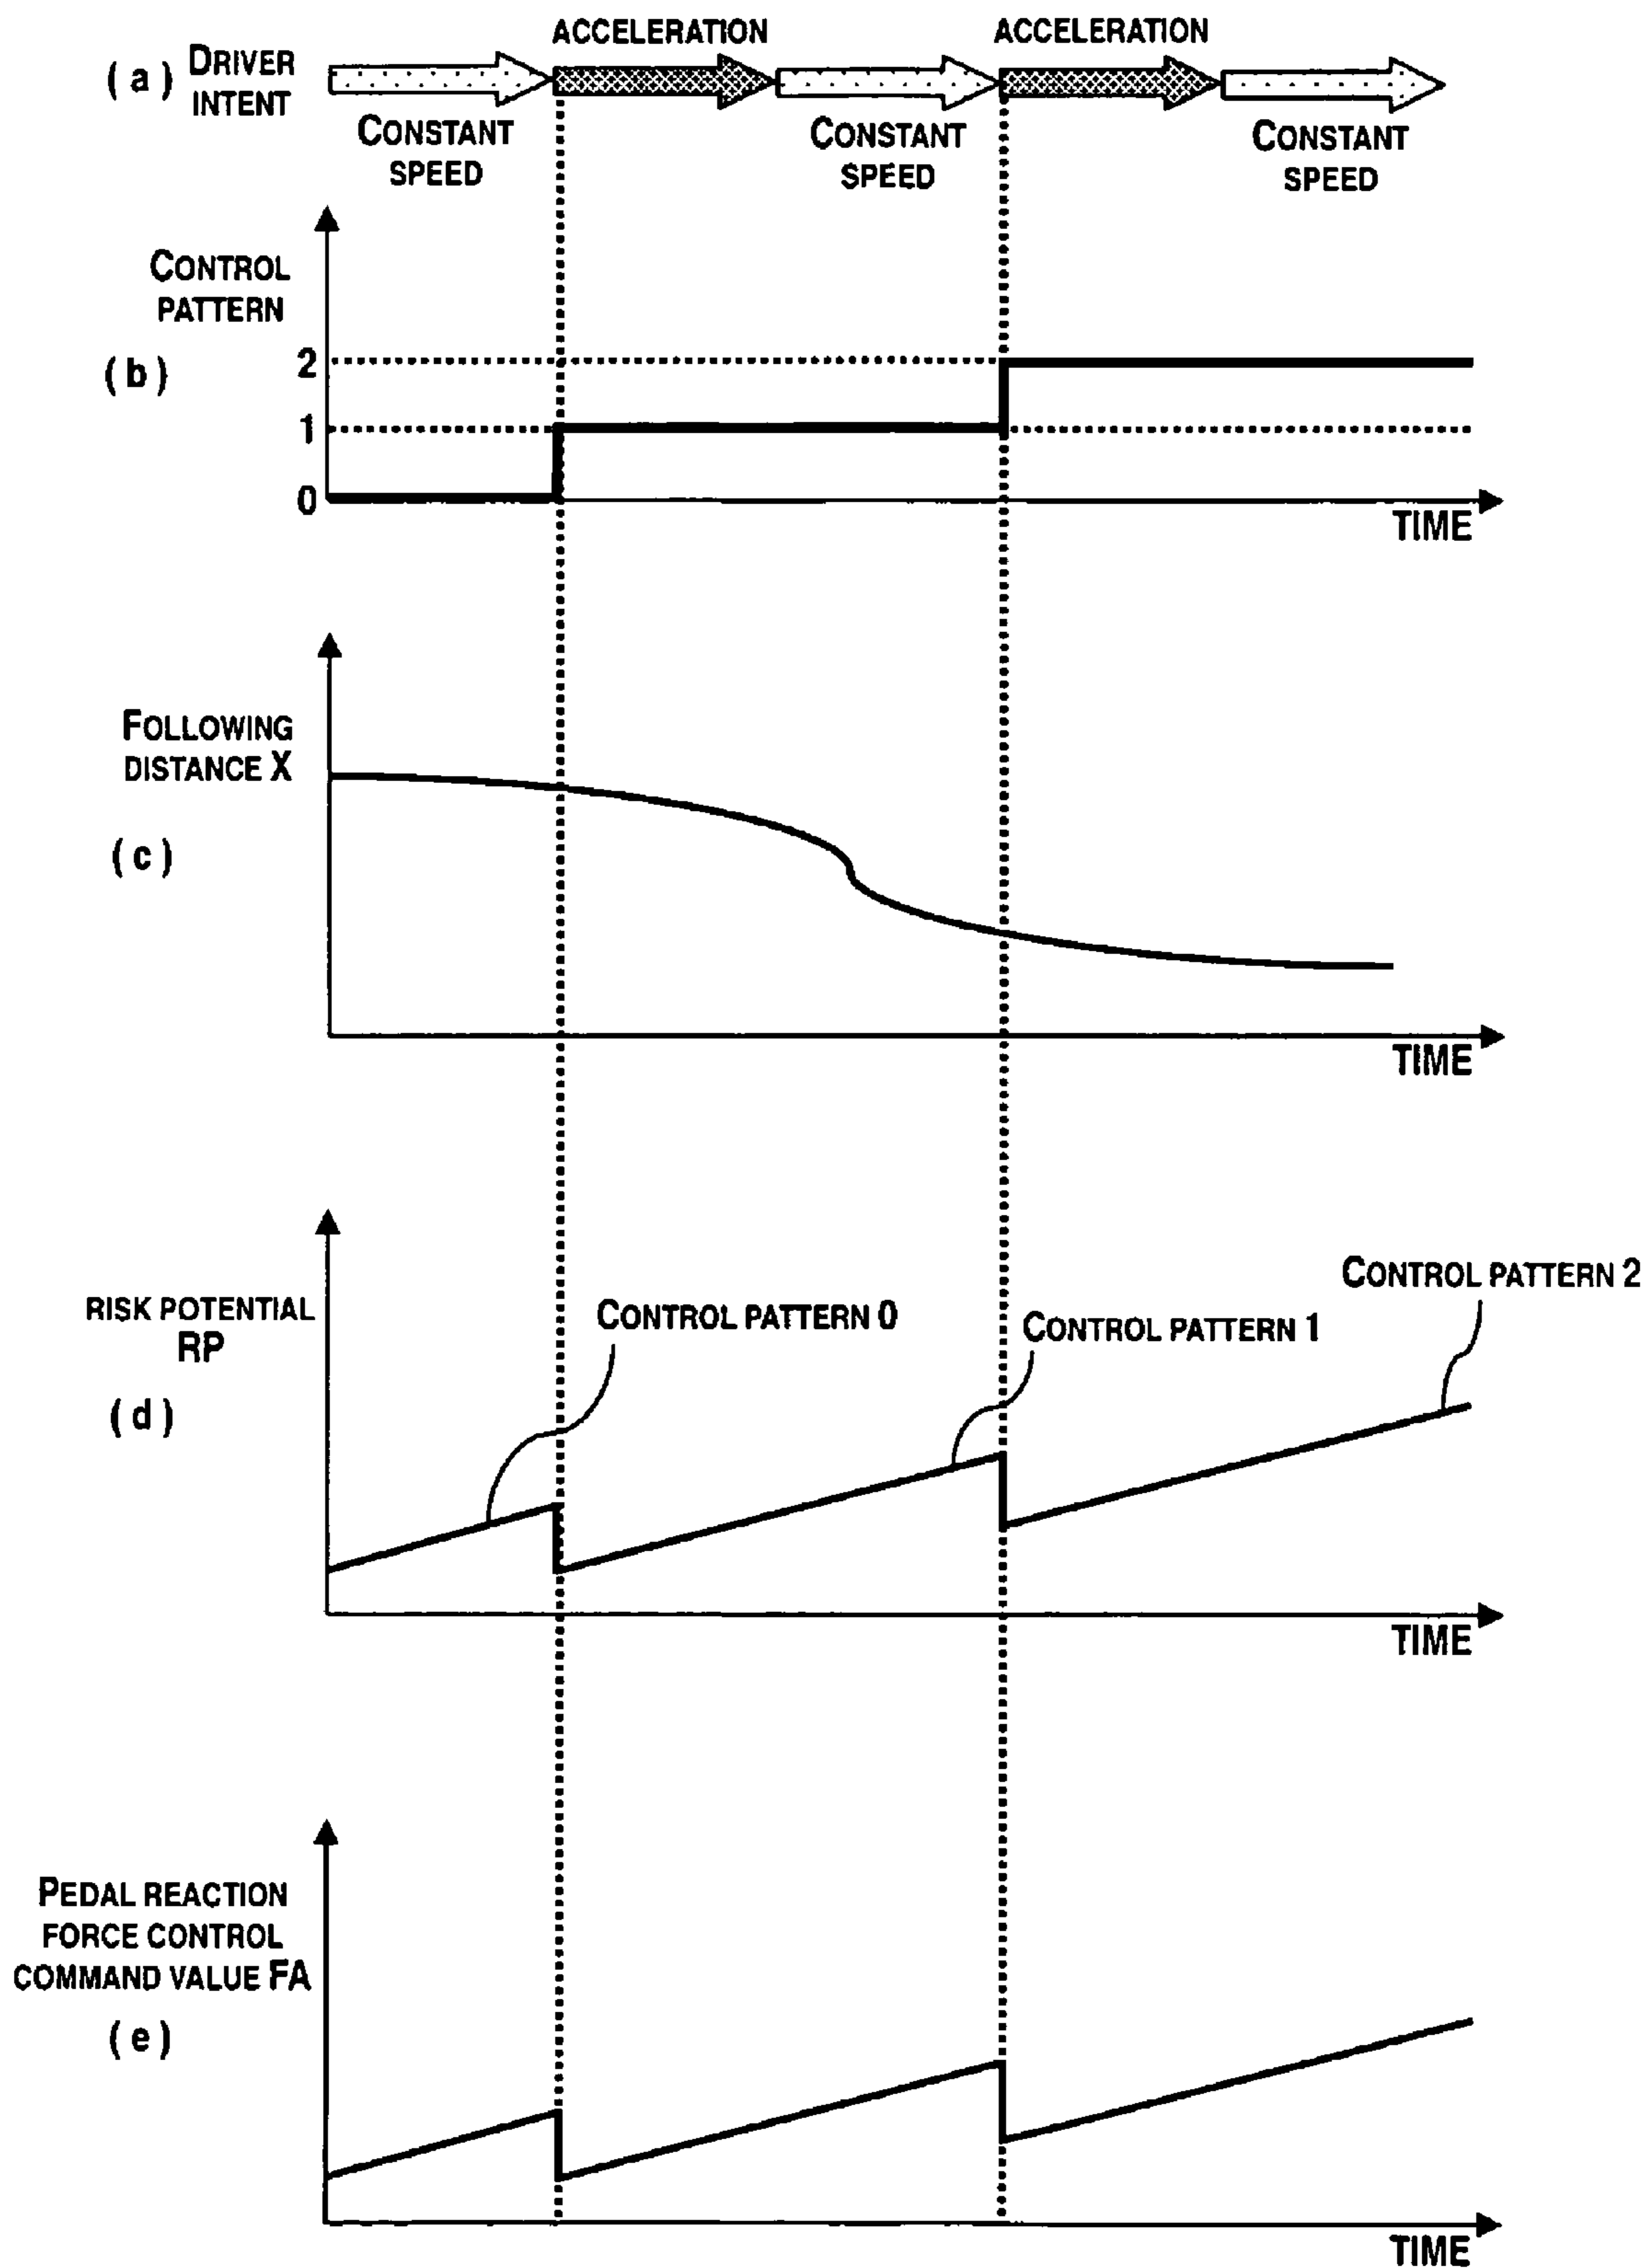 ACCELERATION
ACCELERATION
(a) DRIVER
INTENT
CONSTANT
SPEED
CONSTANT
SPEED
CONSTANT
SPEED
CONTROL
PATTERN
(b)
2
1
0
TIME
FOLLOWING
DISTANCE X
(c)
TIME
RISK POTENTIAL
RP
(d)
CONTROL PATTERN 0
CONTROL PATTERN 1
CONTROL PATTERN 2
TIME
PEDAL REACTION
FORCE CONTROL
COMMAND VALUE FA
(e)
TIME